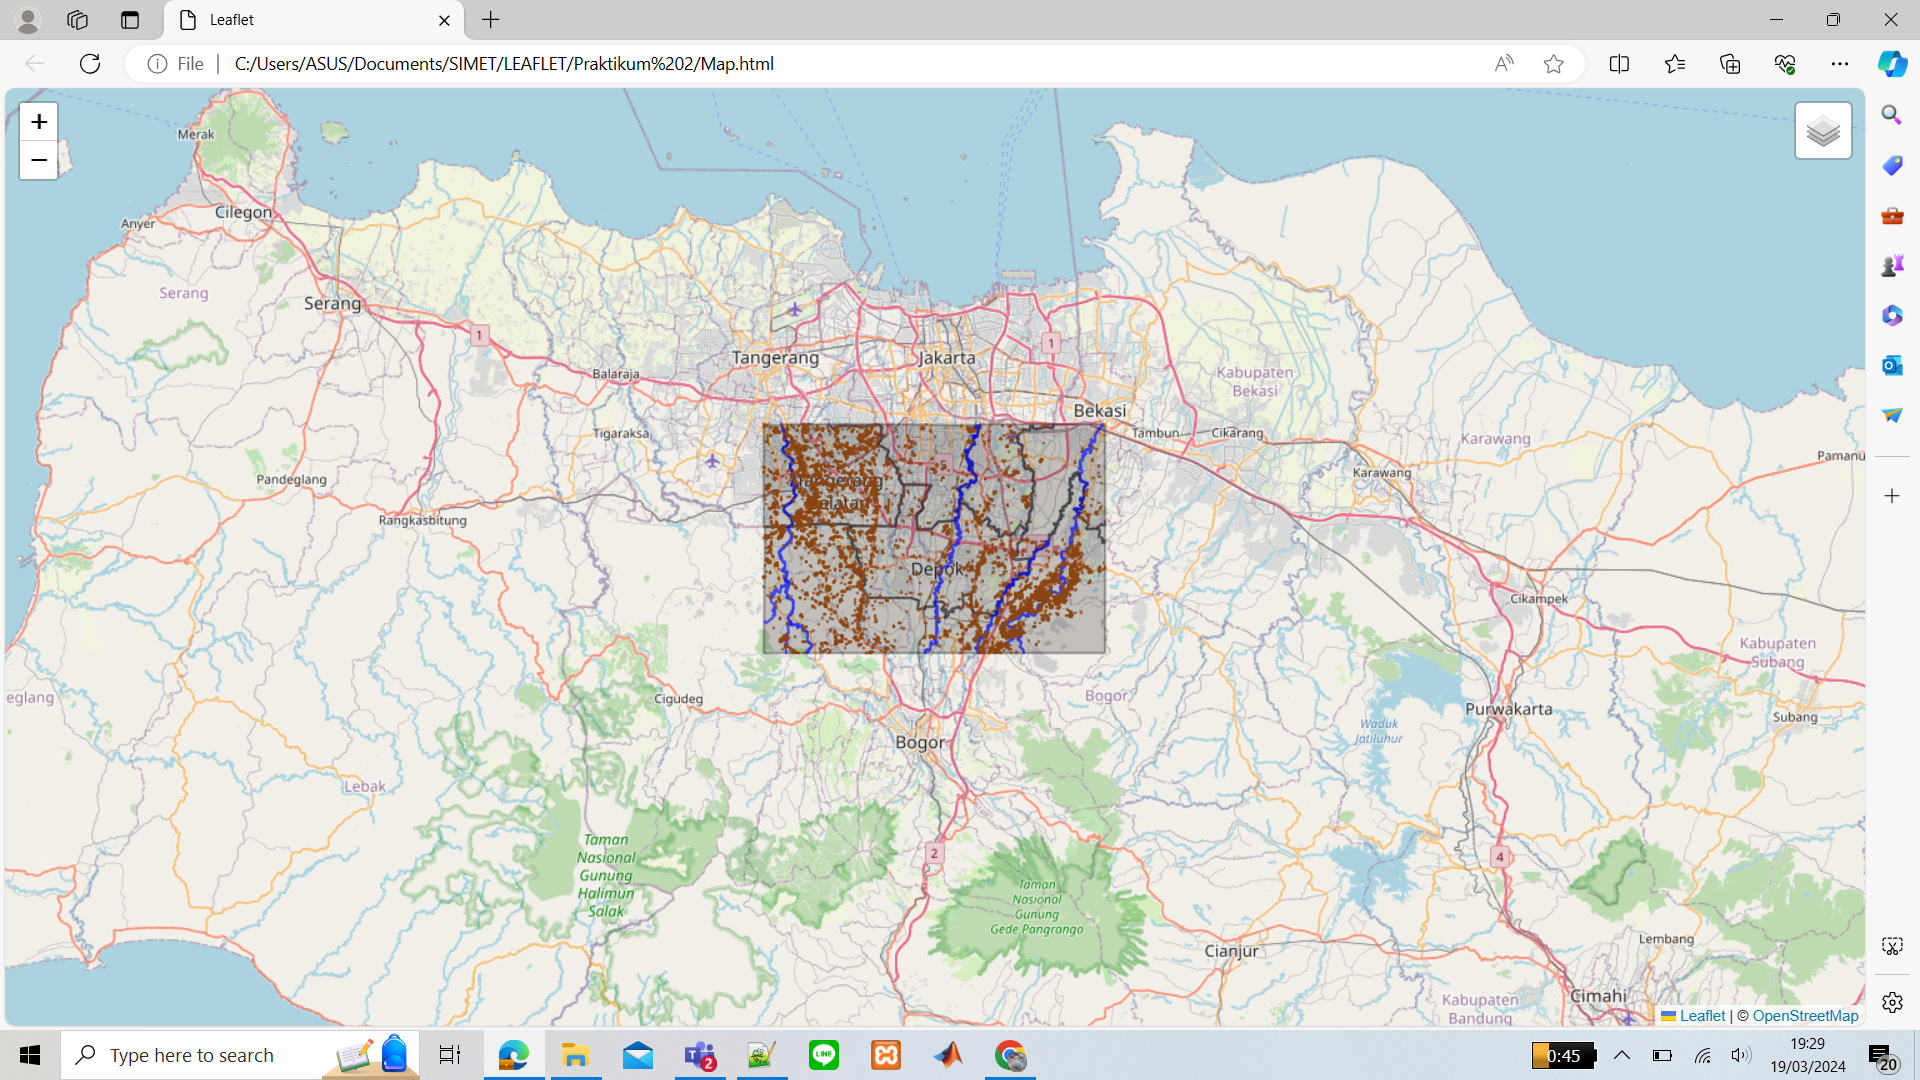 Leaflet
File
C:/Users/ASUS/Documents/SIMET/LEAFLET/Praktikum%202/Map.html
+
−
Merak
Cilegon
Anyer
Serang
Serang
1
Balaraja
Tangerang
Jakarta
1
Kabupaten
Bekasi
Bekasi
Tigaraksa
Tambun
Cikarang
Karawang
Karawang
Pamanu
Pandeglang
Rangkasbitung
Tangerang
Selatan
Depok
Cikampek
Kabupaten
Subang
eglang
Cigudeg
Bogor
Purwakarta
Subang
Waduk
Jatiluhur
Bogor
Lebak
Taman
Nasional
Gunung
Halimun
Salak
2
4
Taman
Nasional
Gunung
Gede Pangrango
Cianjur
Lembang
Cimahi
Kabupaten
Bandung
Leaflet | © OpenStreetMap
Type here to search
2
LINE
0:45
19:29
19/03/2024
20